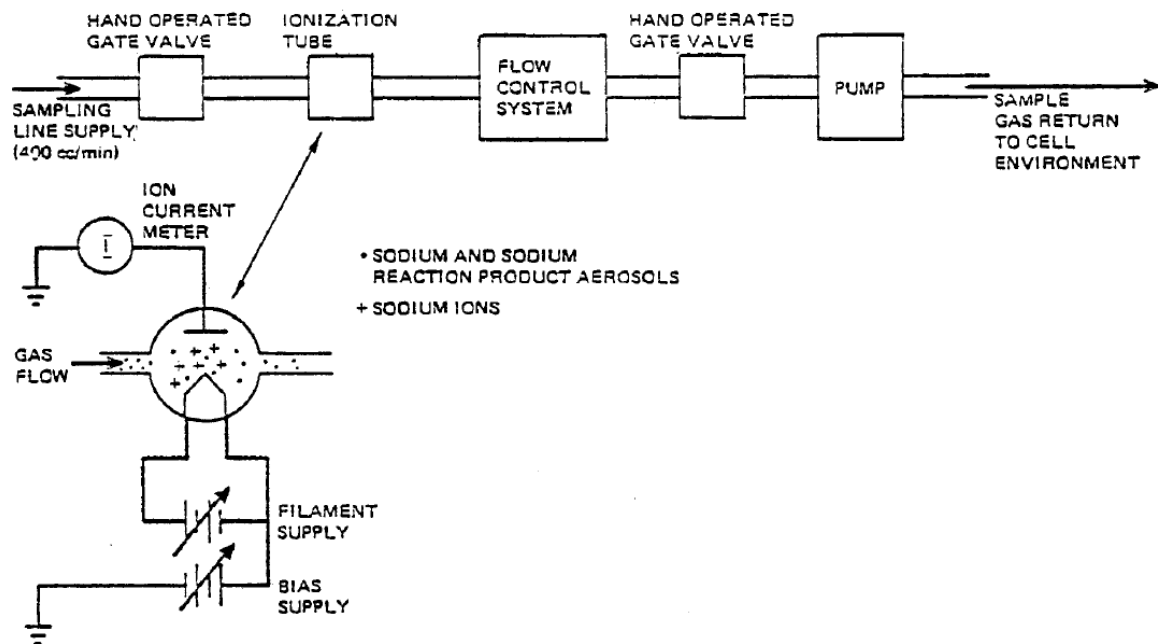 HAND OPERATED
GATE VALVE
IONIZATION
TUBE
FLOW
CONTROL
SYSTEM
HAND OPERATED
GATE VALVE
PUMP
SAMPLING
LINE SUPPLY
(400 cc/min)
SAMPLE
GAS RETURN
TO CELL
ENVIRONMENT
ION
CURRENT
METER
I
• SODIUM AND SODIUM
REACTION PRODUCT AEROSOLS
+ SODIUM IONS
GAS
FLOW
FILAMENT
SUPPLY
BIAS
SUPPLY